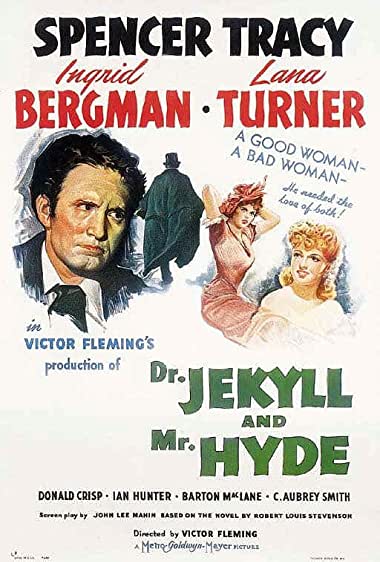 SPENCER TRACY
Ingrid Lana
BERGMAN • TURNER
A GOOD WOMAN—
A BAD WOMAN—
He needed the
love of both!
in
VICTOR FLEMING'S
production of
Dr. JEKYLL
AND
Mr. HYDE
DONALD CRISP • IAN HUNTER • BARTON MacLANE • C. AUBREY SMITH
Screen play by JOHN LEE MAHIN BASED ON THE NOVEL BY ROBERT LOUIS STEVENSON
Directed by VICTOR FLEMING
A Metro-Goldwyn-Mayer PICTURE